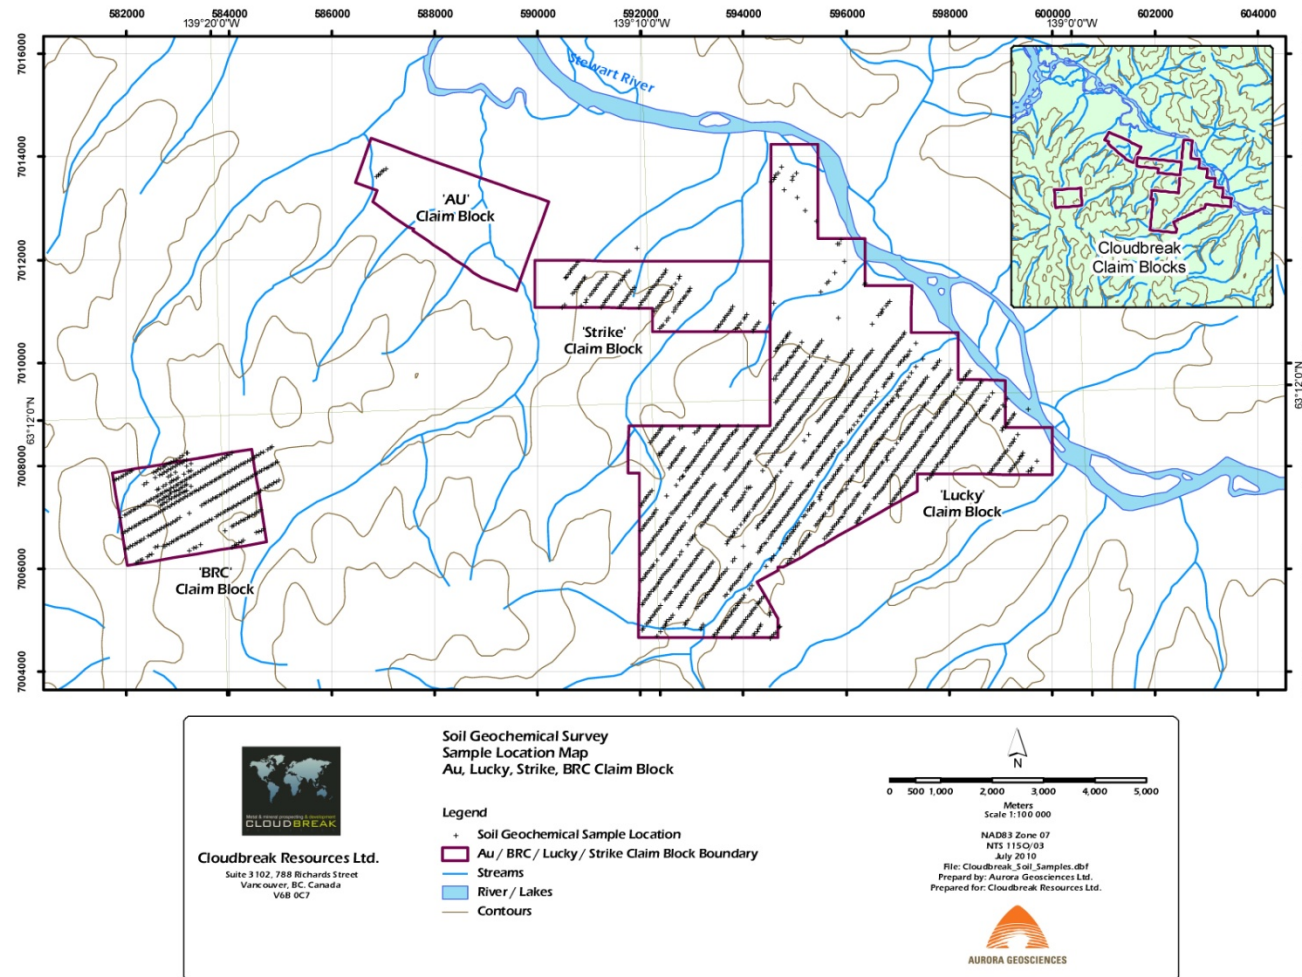 582000 584000 586000 588000 590000 592000 594000 596000 598000 600000 602000 604000
139°20'0"W 139°10'0"W 139°0'0"W
7016000
7014000
7012000
7010000
63°12'0"N
7008000
7006000
7004000
63°12'0"N
Stewart River
'AU'
Claim Block
'Strike'
Claim Block
'Lucky'
Claim Block
'BRC'
Claim Block
Cloudbreak
Claim Blocks
Metal & mineral prospecting & development
CLOUDBREAK
Cloudbreak Resources Ltd.
Suite 3102, 788 Richards Street
Vancouver, BC. Canada
V6B 0C7
Soil Geochemical Survey
Sample Location Map
Au, Lucky, Strike, BRC Claim Block
Legend
Soil Geochemical Sample Location
Au / BRC / Lucky / Strike Claim Block Boundary
Streams
River / Lakes
Contours
N
0 500 1,000 2,000 3,000 4,000 5,000
Meters
Scale 1:100 000
NAD83 Zone 07
NTS 115O/03
July 2010
File: Cloudbreak_Soil_Samples.dbf
Prepared by: Aurora Geosciences Ltd.
Prepared for: Cloudbreak Resources Ltd.
AURORA GEOSCIENCES